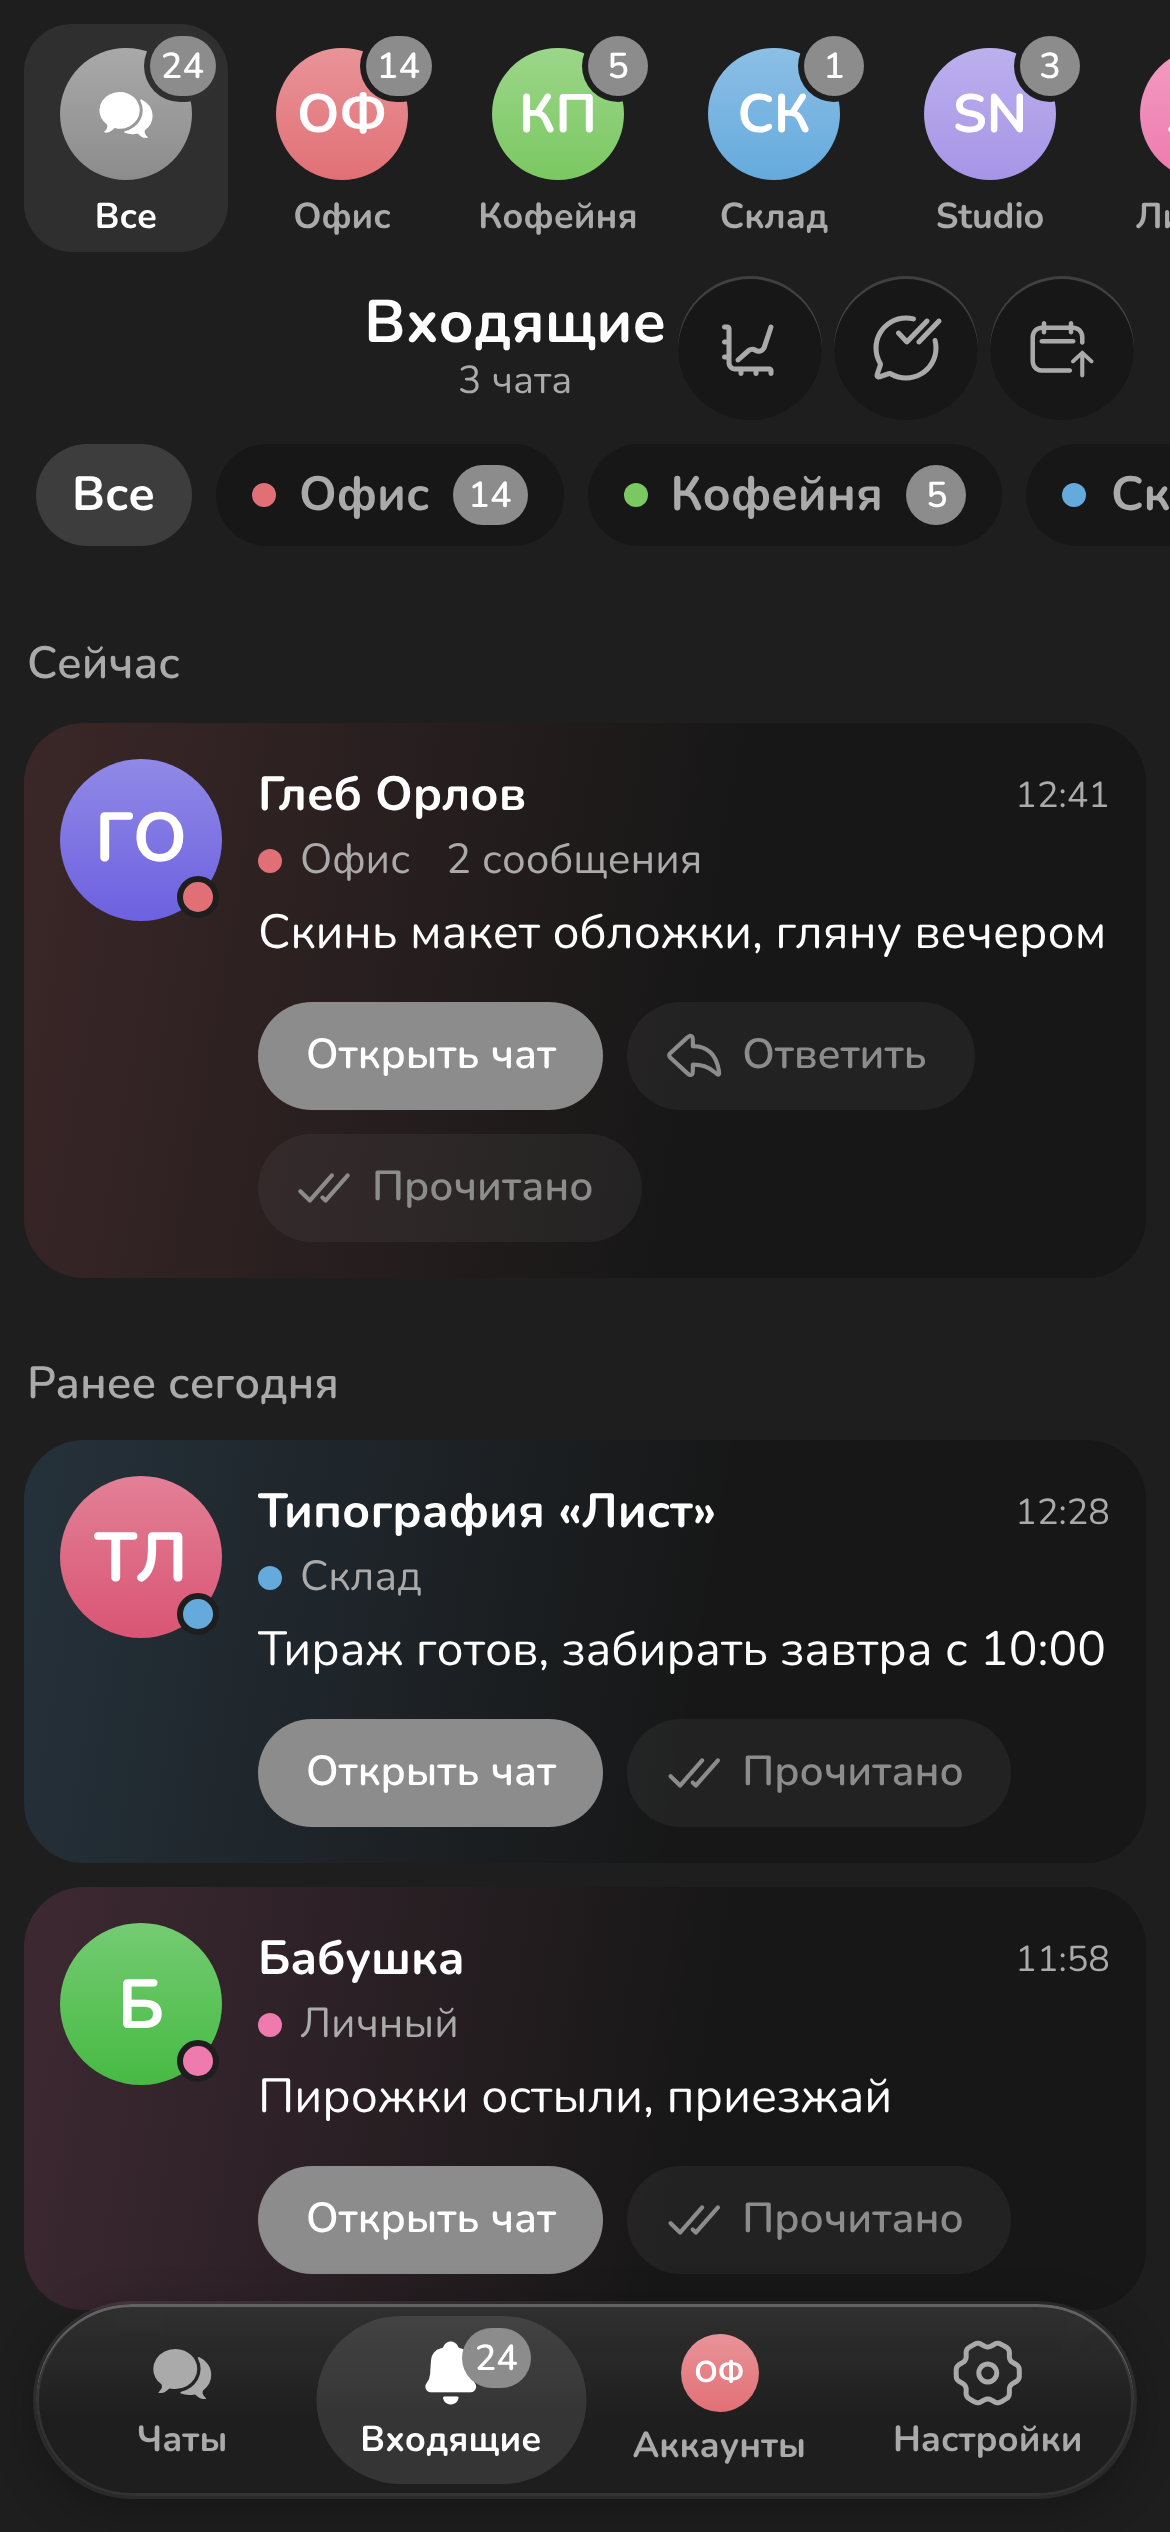 24
14
5
1
3
ОФ
КП
СК
SN
Все
Офис
Кофейня
Склад
Studio
Ли
Входящие
3 чата
Все
Офис 14
Кофейня 5
Ск
Сейчас
ГО
Глеб Орлов
12:41
Офис 2 сообщения
Скинь макет обложки, гляну вечером
Открыть чат
Ответить
Прочитано
Ранее сегодня
ТЛ
Типография «Лист»
12:28
Склад
Тираж готов, забирать завтра с 10:00
Открыть чат
Прочитано
Б
Бабушка
11:58
Личный
Пирожки остыли, приезжай
Открыть чат
Прочитано
24
ОФ
Чаты
Входящие
Аккаунты
Настройки